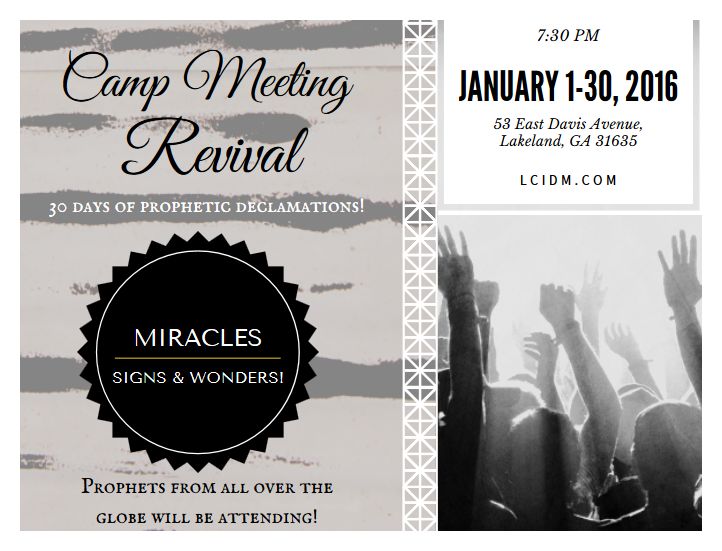 Camp Meeting
Revival
30 DAYS OF PROPHETIC DECLAMATIONS!
MIRACLES
SIGNS & WONDERS!
PROPHETS FROM ALL OVER THE
GLOBE WILL BE ATTENDING!
7:30 PM
JANUARY 1-30, 2016
53 East Davis Avenue,
Lakeland, GA 31635
LCIDM.COM